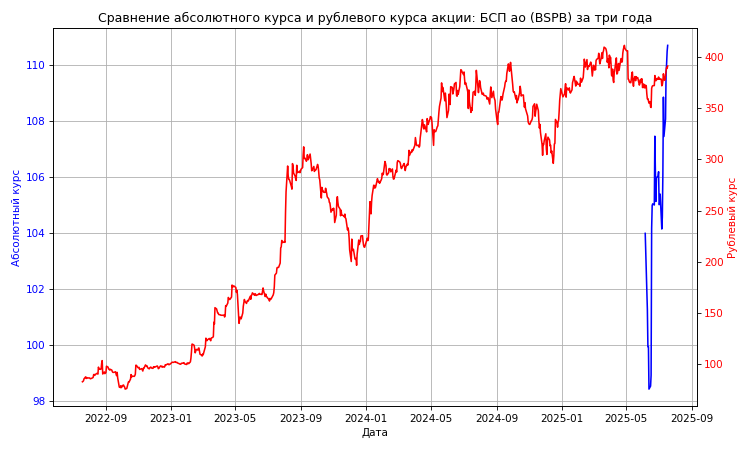 Сравнение абсолютного курса и рублевого курса акции: БСП ао (BSPB) за три года
Абсолютный курс
110
108
106
104
102
100
98
400
350
300
250
200
150
100
Рублевый курс
2022-09 2023-01 2023-05 2023-09 2024-01 2024-05 2024-09 2025-01 2025-05 2025-09
Дата